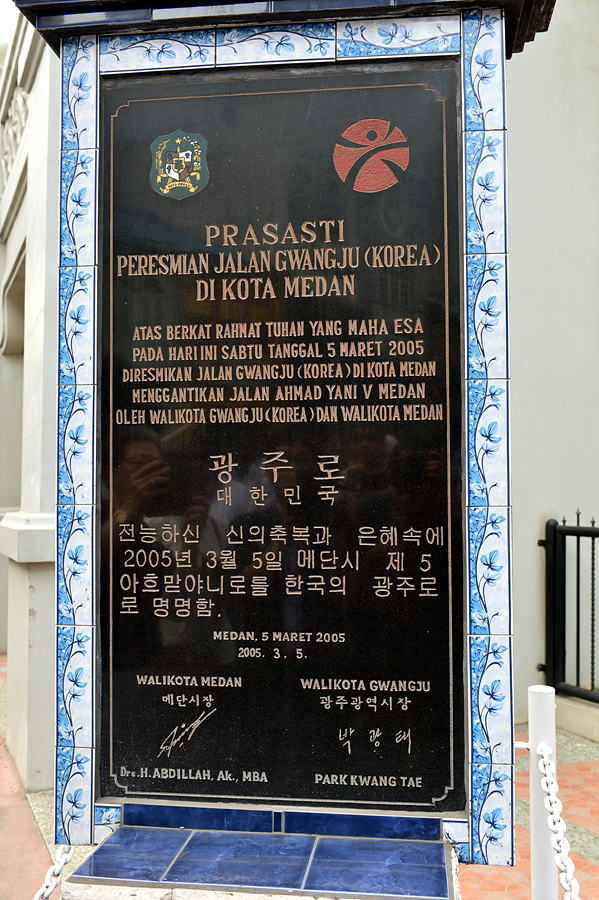 PRASASTI
PERESMIAN JALAN GWANGJU (KOREA)
DI KOTA MEDAN
ATAS BERKAT RAHMAT TUHAN YANG MAHA ESA
PADA HARI INI SABTU TANGGAL 5 MARET 2005
DIRESMIKAN JALAN GWANGJU (KOREA) DI KOTA MEDAN
MENGGANTIKAN JALAN AHMAD YANI V MEDAN
OLEH WALIKOTA GWANGJU (KOREA) DAN WALIKOTA MEDAN
광 주 로
대 한 민 국
전능하신 신의축복과 은혜속에
2005년 3월 5일 메단시 제 5
아흐맏야니로를 한국의 광주로
로 명명함.
MEDAN, 5 MARET 2005
2005. 3. 5.
WALIKOTA MEDAN WALIKOTA GWANGJU
메단시장 광주광역시장
박 광 태
Drs. H. ABDILLAH, Ak., MBA PARK KWANG TAE